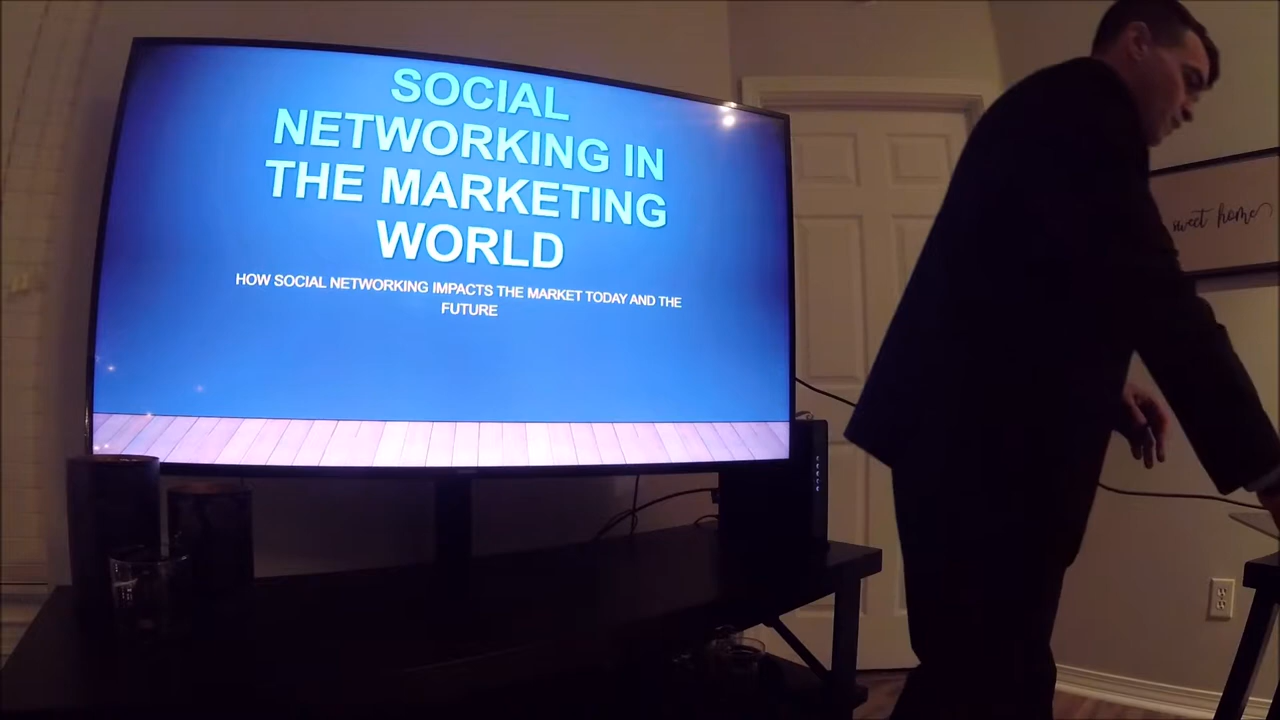 SOCIAL
NETWORKING IN
THE MARKETING
WORLD
HOW SOCIAL NETWORKING IMPACTS THE MARKET TODAY AND THE
FUTURE
sweet home